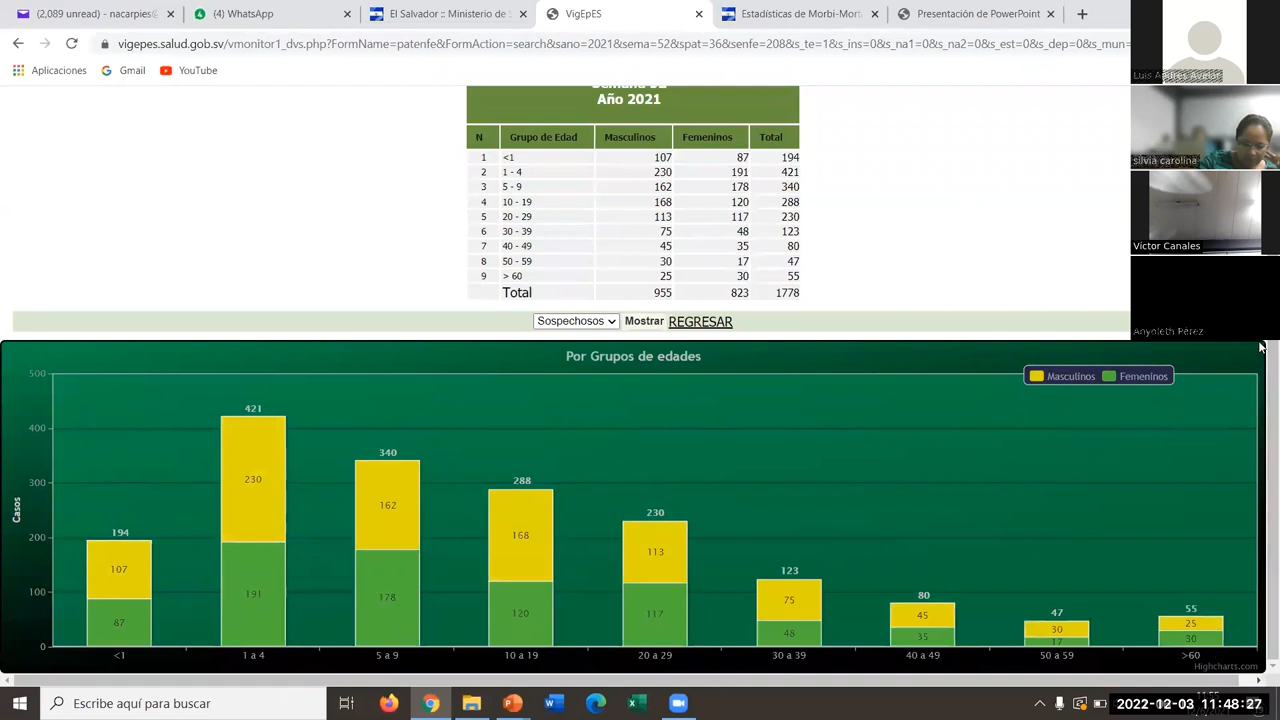 (2,089 unread) - nacarpies@ x
(4) WhatsApp x
El Salvador :: Ministerio de S x
VigEpES x
Estadísticas de Morbi-Mort x
Presentación de PowerPoint x +
vigepes.salud.gob.sv/vmonitor1_dvs.php?FormName=patente&FormAction=search&sano=2021&sema=52&spat=36&senfe=208&s_te=1&s_ins=0&s_na1=0&s_na2=0&s_est=0&s_dep=0&s_mun=
Aplicaciones Gmail YouTube
Semana 52
Año 2021
N Grupo de Edad Masculinos Femeninos Total
1 <1 107 87 194
2 1 - 4 230 191 421
3 5 - 9 162 178 340
4 10 - 19 168 120 288
5 20 - 29 113 117 230
6 30 - 39 75 48 123
7 40 - 49 45 35 80
8 50 - 59 30 17 47
9 > 60 25 30 55
Total 955 823 1778
Sospechosos Mostrar REGRESAR
Luis Andres Avelar
silvia carolina
Víctor Canales
Anyoleth Pérez
Por Grupos de edades
Masculinos Femeninos
Casos
500
400
300
200
100
0
194 421 340 288 230 123 80 47 55
107 230 162 168 113 75 45 30 25
87 191 178 120 117 48 35 17 30
<1 1 a 4 5 a 9 10 a 19 20 a 29 30 a 39 40 a 49 50 a 59 >60
Highcharts.com
Escribe aquí para buscar
2022-12-03 11:48:27